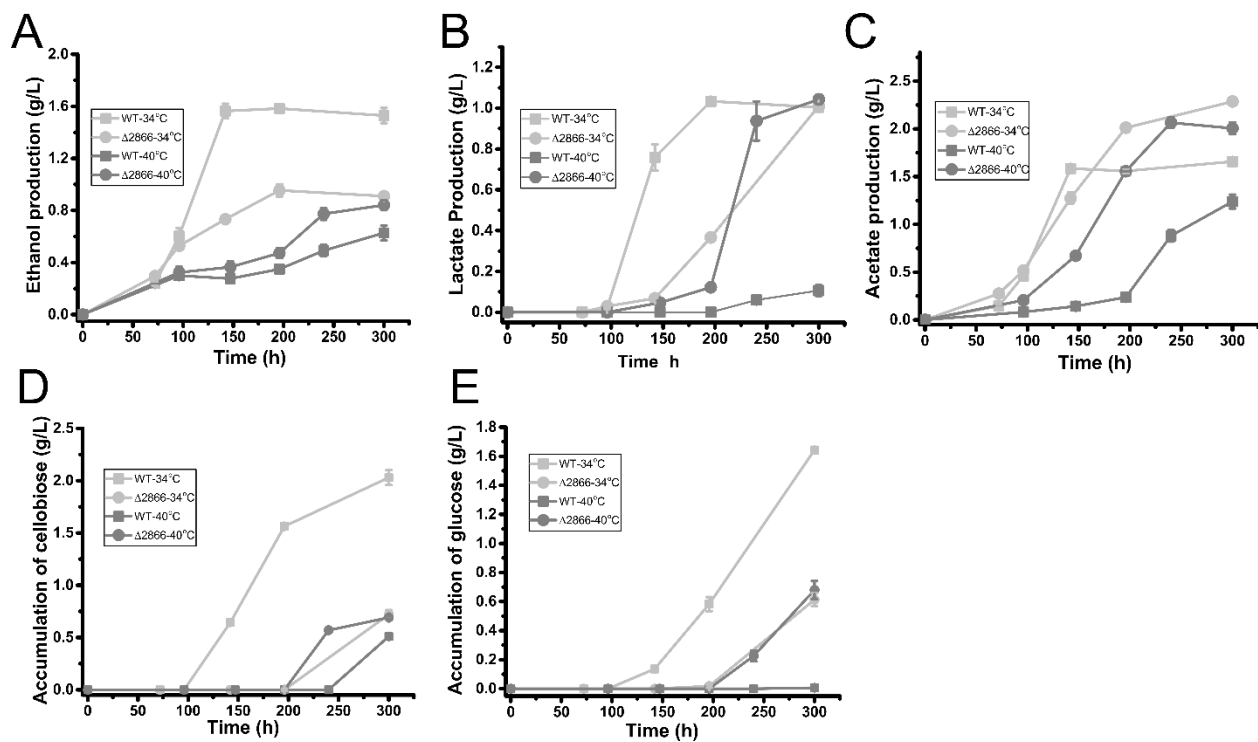 A
Ethanol production (g/L)
2.0
1.6
1.2
0.8
0.4
0.0
WT-34°C
Δ2866-34°C
WT-40°C
Δ2866-40°C
0 50 100 150 200 250 300
Time (h)
B
Lactate Production (g/L)
1.2
1.0
0.8
0.6
0.4
0.2
0.0
WT-34°C
Δ2866-34°C
WT-40°C
Δ2866-40°C
0 50 100 150 200 250 300
Time h
C
Acetate production (g/L)
2.5
2.0
1.5
1.0
0.5
0.0
WT-34°C
Δ2866-34°C
WT-40°C
Δ2866-40°C
0 50 100 150 200 250 300
Time (h)
D
Accumulation of cellobiose (g/L)
2.5
2.0
1.5
1.0
0.5
0.0
WT-34°C
Δ2866-34°C
WT-40°C
Δ2866-40°C
0 50 100 150 200 250 300
Time (h)
E
Accumulation of glucose (g/L)
1.8
1.6
1.4
1.2
1.0
0.8
0.6
0.4
0.2
0.0
WT-34°C
Δ2866-34°C
WT-40°C
Δ2866-40°C
0 50 100 150 200 250 300
Time (h)